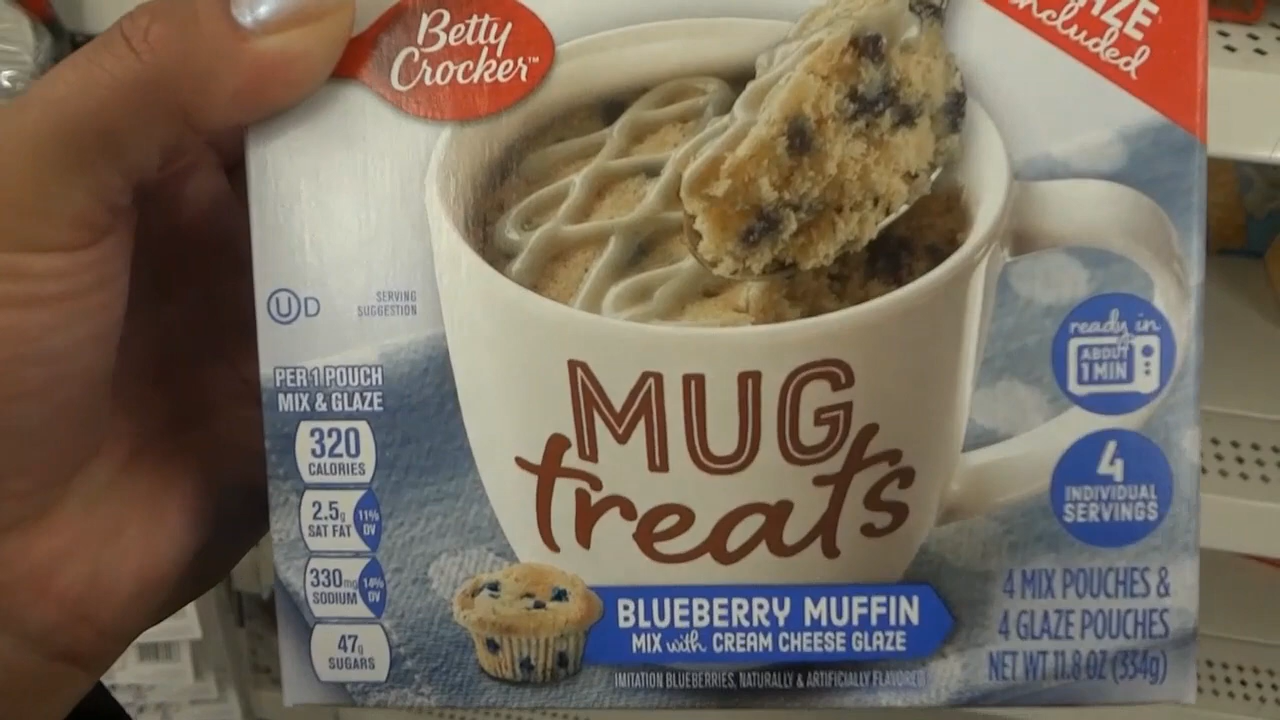 Betty
Crocker™
included
U D
SERVING
SUGGESTION
PER 1 POUCH
MIX & GLAZE
320
CALORIES
2.5g
SAT FAT
11%
DV
330mg
SODIUM
14%
DV
47g
SUGARS
MUG
treats
ready in
ABOUT
1 MIN
4
INDIVIDUAL
SERVINGS
BLUEBERRY MUFFIN
MIX with CREAM CHEESE GLAZE
IMITATION BLUEBERRIES, NATURALLY & ARTIFICIALLY FLAVORED
4 MIX POUCHES &
4 GLAZE POUCHES
NET WT 11.8 OZ (334g)